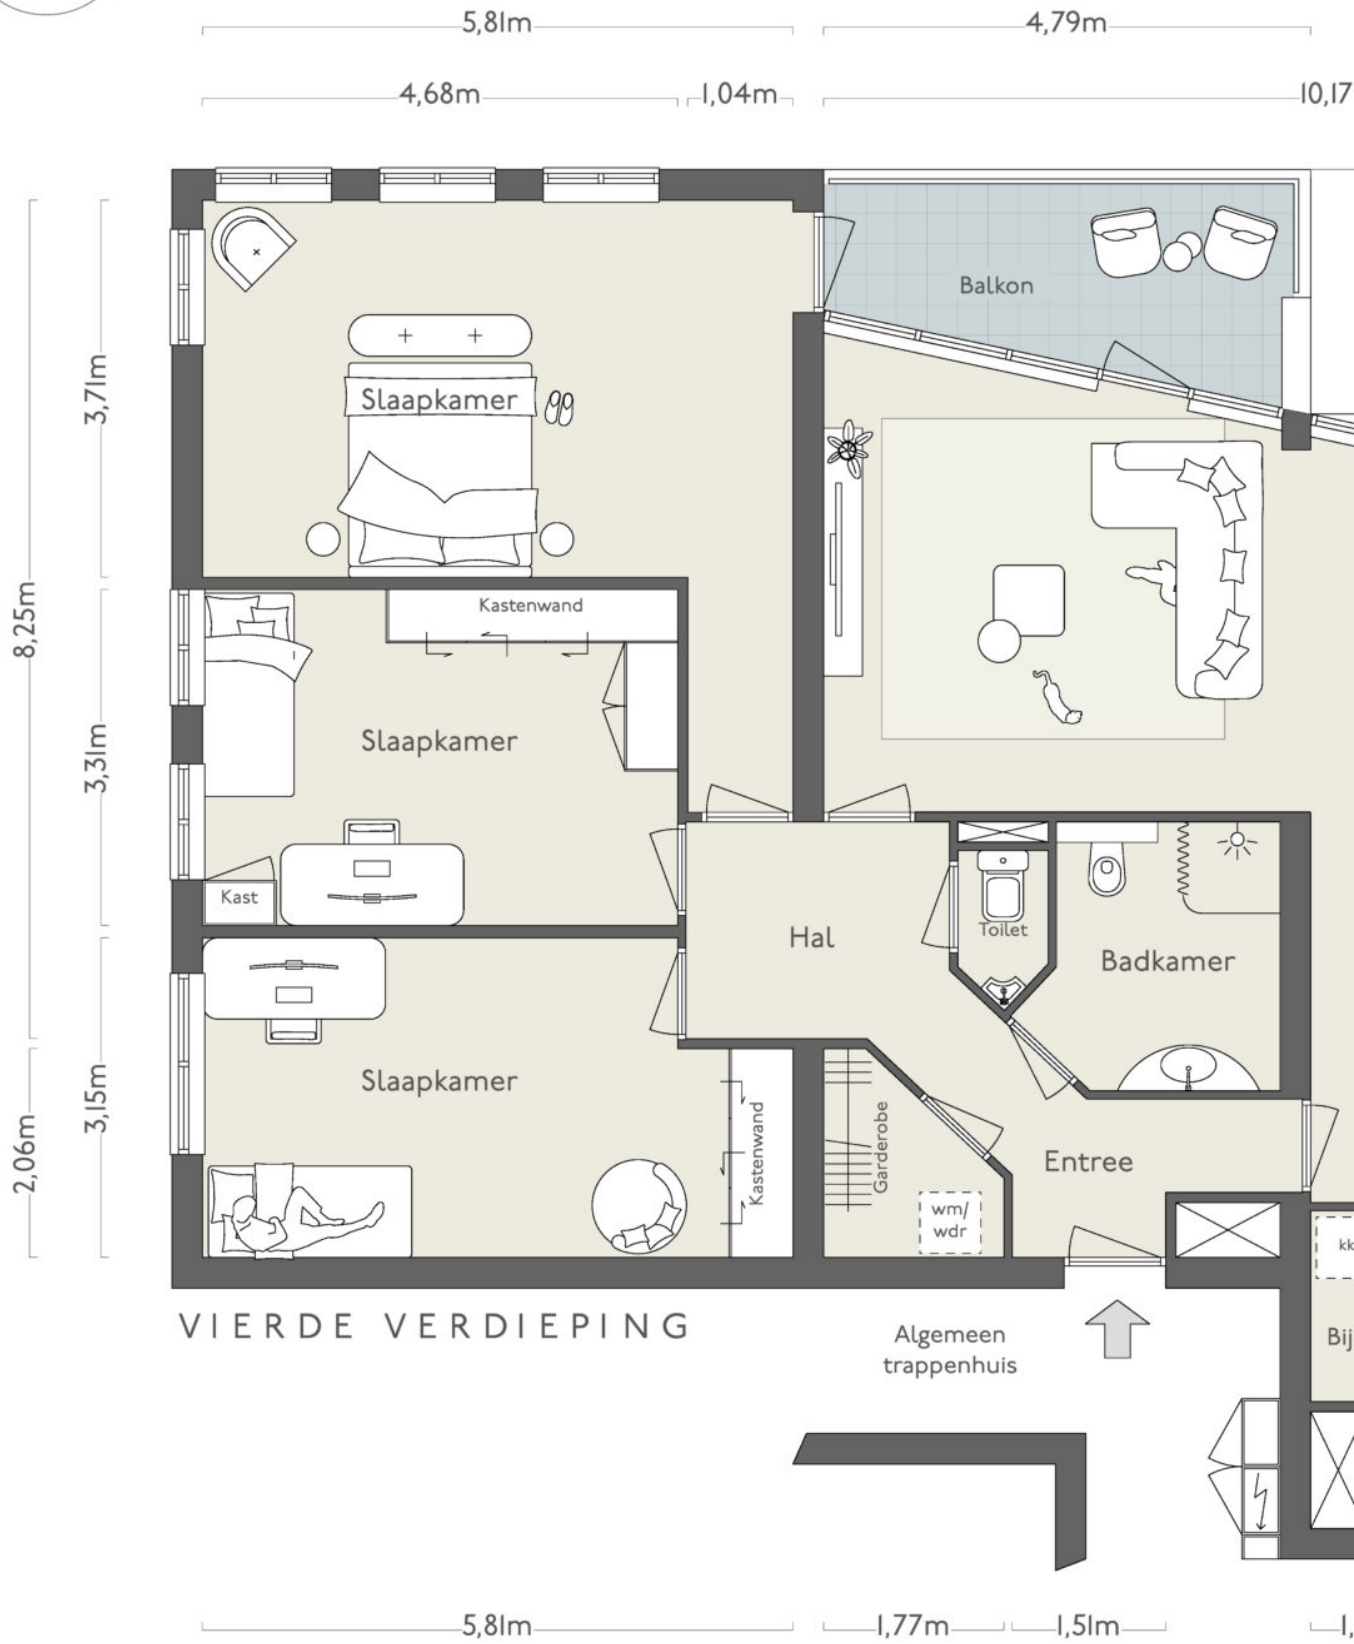 5,81m
4,79m
4,68m
1,04m
10,17
Balkon
3,71m
Slaapkamer
8,25m
Kastenwand
3,31m
Slaapkamer
Kast
Hal
Toilet
Badkamer
Slaapkamer
3,15m
2,06m
Kastenwand
Garderobe
Entree
wm/
wdr
kk
VIERDE VERDIEPING
Algemeen
trappenhuis
Bij
5,81m
1,77m
1,51m
1,